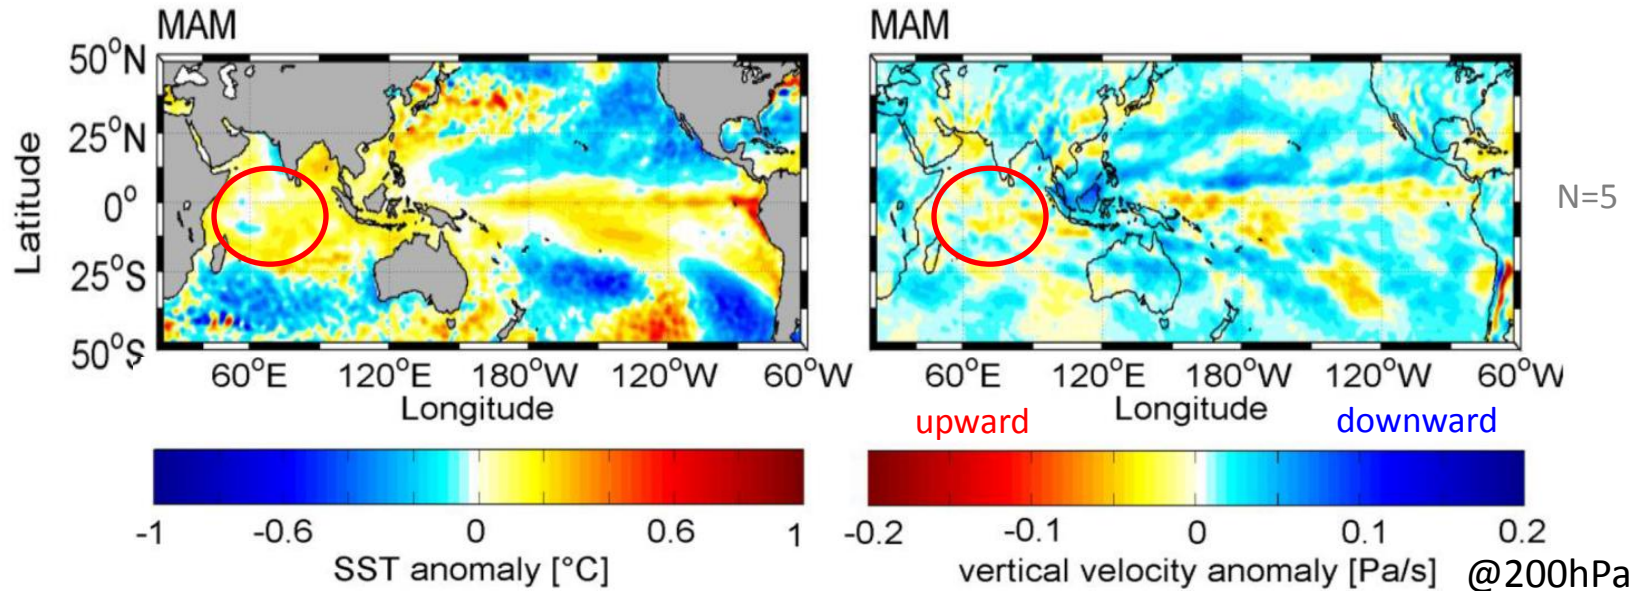 MAM
50°N
25°N
0°
25°S
50°S
Latitude
60°E 120°E 180°W 120°W 60°W
Longitude
-1 -0.6 0 0.6 1
SST anomaly [°C]
MAM
N=5
60°E 120°E 180°W 120°W 60°W
Longitude
upward
downward
-0.2 -0.1 0 0.1 0.2
vertical velocity anomaly [Pa/s]
@200hPa